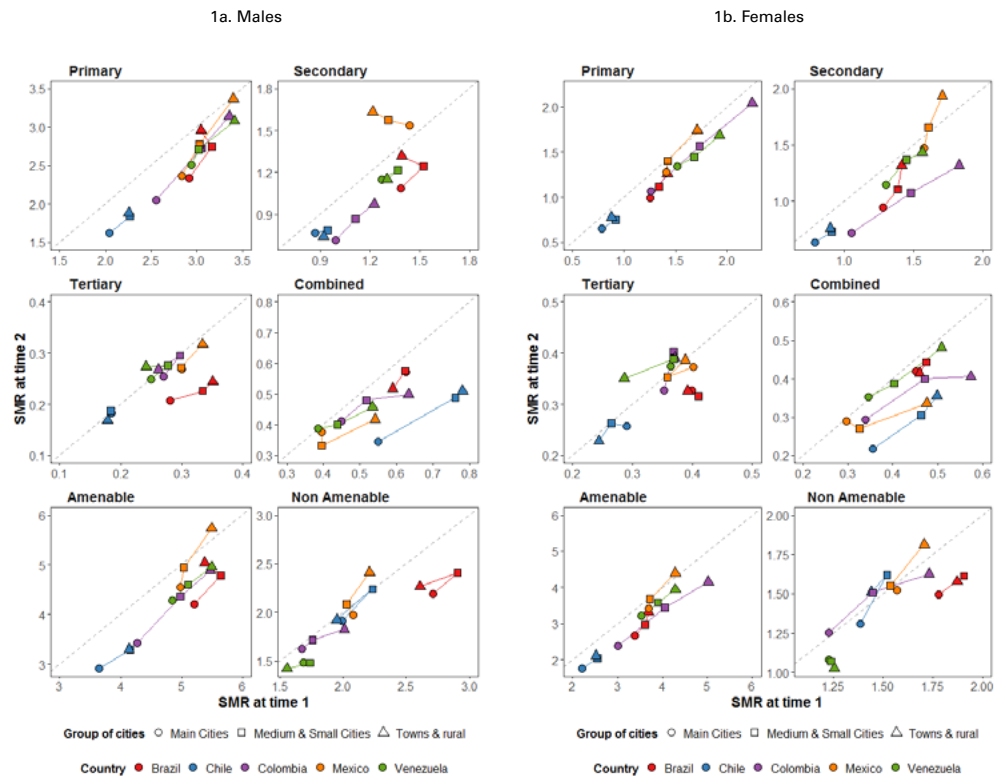 1a. Males
1b. Females
Primary
Secondary
Primary
Secondary
3.5
3.0
2.5
2.0
1.5
1.8
1.5
1.2
0.9
2.0
1.5
1.0
0.5
2.0
1.5
1.0
1.5 2.0 2.5 3.0 3.5
0.9 1.2 1.5 1.8
0.5 1.0 1.5 2.0
1.0 1.5 2.0
Tertiary
Combined
Tertiary
Combined
SMR at time 2
0.4
0.3
0.2
0.1
0.8
0.7
0.6
0.5
0.4
0.3
SMR at time 2
0.5
0.4
0.3
0.2
0.6
0.5
0.4
0.3
0.2
0.1 0.2 0.3 0.4
0.3 0.4 0.5 0.6 0.7 0.8
0.2 0.3 0.4 0.5
0.2 0.3 0.4 0.5 0.6
Amenable
Non Amenable
Amenable
Non Amenable
6
5
4
3
3.0
2.5
2.0
1.5
6
5
4
3
2
2.00
1.75
1.50
1.25
1.00
3 4 5 6
1.5 2.0 2.5 3.0
2 3 4 5 6
1.25 1.50 1.75 2.00
SMR at time 1
SMR at time 1
Group of cities Main Cities Medium & Small Cities Towns & rural
Group of cities Main Cities Medium & Small Cities Towns & rural
Country Brazil Chile Colombia Mexico Venezuela
Country Brazil Chile Colombia Mexico Venezuela